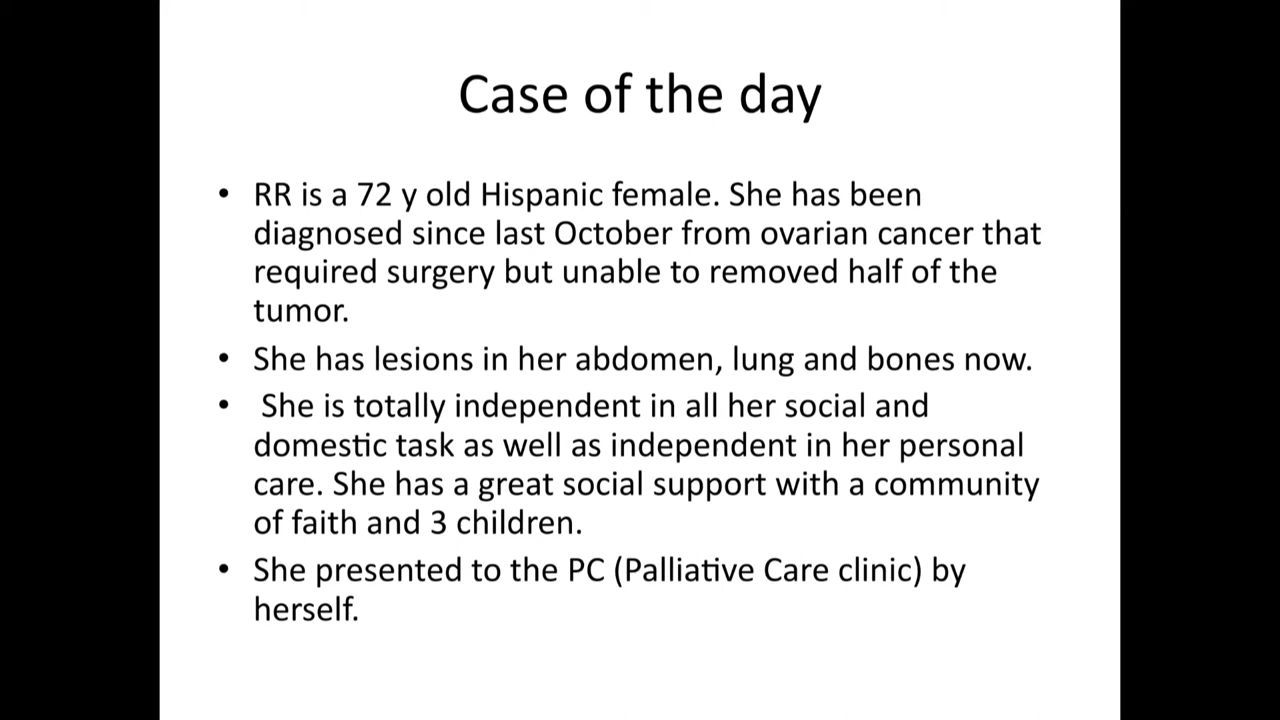 Case of the day
• RR is a 72 y old Hispanic female. She has been
diagnosed since last October from ovarian cancer that
required surgery but unable to removed half of the
tumor.
• She has lesions in her abdomen, lung and bones now.
• She is totally independent in all her social and
domestic task as well as independent in her personal
care. She has a great social support with a community
of faith and 3 children.
• She presented to the PC (Palliative Care clinic) by
herself.